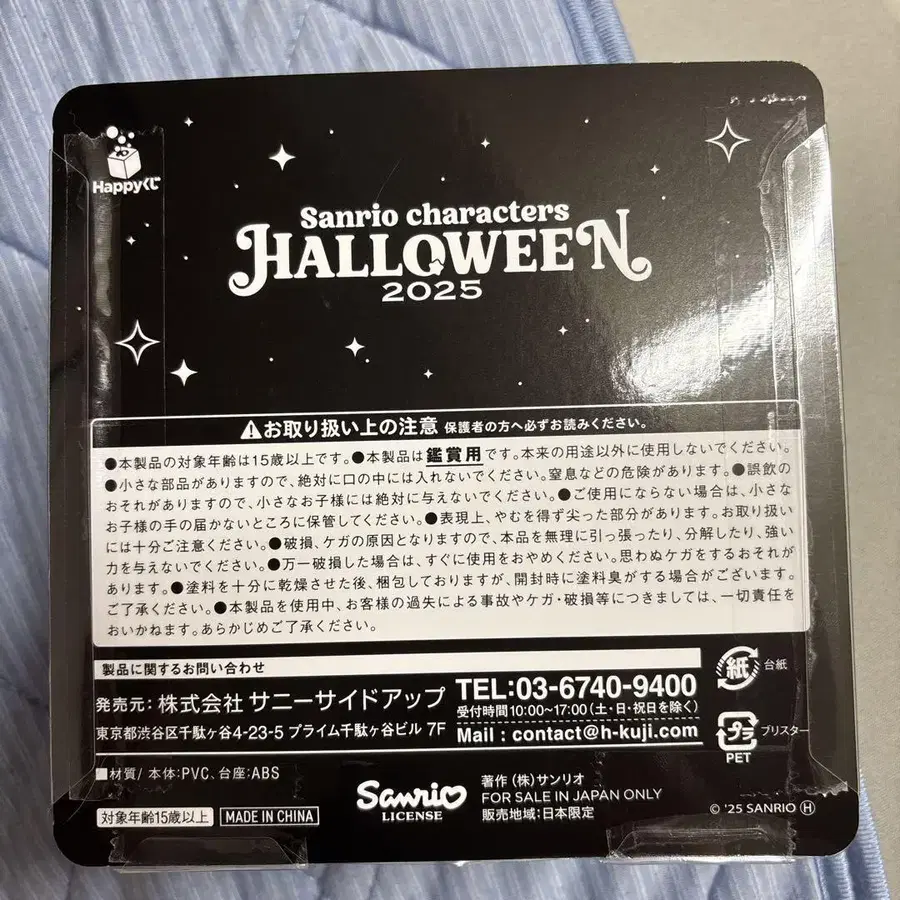 Happyくじ
Sanrio characters
HALLOWEEN
2025
⚠お取り扱い上の注意 保護者の方へ必ずお読みください。
●本製品の対象年齢は15歳以上です。●本製品は鑑賞用です。本来の用途以外に使用しないでください。
●小さな部品がありますので、絶対に口の中には入れないでください。窒息などの危険があります。●誤飲の
おそれがありますので、小さなお子様には絶対に与えないでください。●ご使用にならない場合は、小さな
お子様の手の届かないところに保管してください。●表現上、やむを得ず尖った部分があります。お取り扱い
には十分ご注意ください。●破損、ケガの原因となりますので、本品を無理に引っ張ったり、分解したり、強い
力を与えないでください。●万一破損した場合は、すぐに使用をおやめください。思わぬケガをするおそれが
あります。●塗料を十分に乾燥させた後、梱包しておりますが、開封時に塗料臭がする場合がございます。
ご了承ください。●本製品を使用中、お客様の過失による事故やケガ・破損等につきましては、一切責任を
おいかねます。あらかじめご了承ください。
製品に関するお問い合わせ
発売元:株式会社 サニーサイドアップ
東京都渋谷区千駄ヶ谷4-23-5 プライム千駄ヶ谷ビル 7F
TEL:03-6740-9400
受付時間10:00~17:00(土・日・祝日を除く)
Mail : contact@h-kuji.com
紙 台紙
プラ ブリスター
PET
■材質/ 本体:PVC、台座:ABS
対象年齢15歳以上 MADE IN CHINA
Sanrio
LICENSE
著作 (株)サンリオ
FOR SALE IN JAPAN ONLY
販売地域:日本限定
© '25 SANRIO Ⓗ